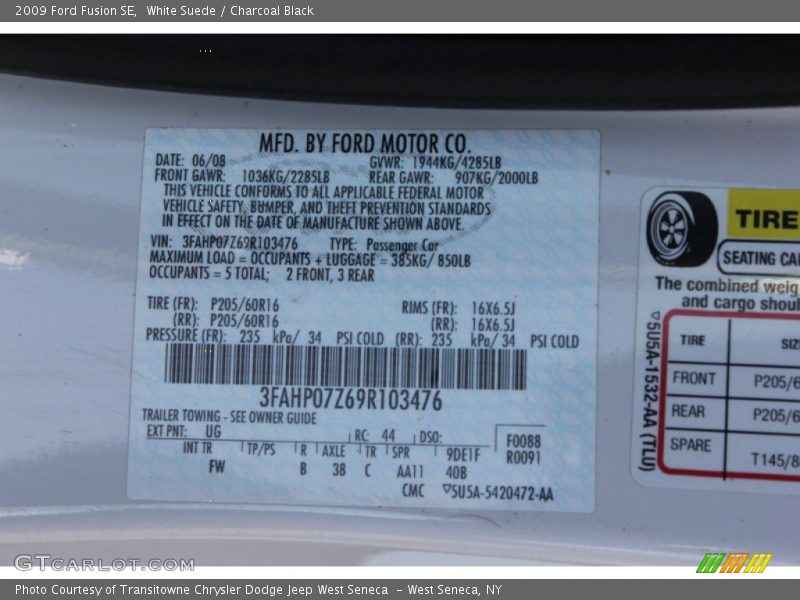 2009 Ford Fusion SE, White Suede / Charcoal Black
MFD. BY FORD MOTOR CO.
DATE: 06/08 GVWR: 1944KG/4285LB
FRONT GAWR: 1036KG/2285LB REAR GAWR: 907KG/2000LB
THIS VEHICLE CONFORMS TO ALL APPLICABLE FEDERAL MOTOR
VEHICLE SAFETY, BUMPER, AND THEFT PREVENTION STANDARDS
IN EFFECT ON THE DATE OF MANUFACTURE SHOWN ABOVE.
VIN: 3FAHP07Z69R103476 TYPE: Passenger Car
MAXIMUM LOAD = OCCUPANTS + LUGGAGE = 385KG/ 850LB
OCCUPANTS = 5 TOTAL; 2 FRONT, 3 REAR
TIRE (FR): P205/60R16 RIMS (FR): 16X6.5J
(RR): P205/60R16 (RR): 16X6.5J
PRESSURE (FR): 235 kPa/ 34 PSI COLD (RR): 235 kPa/ 34 PSI COLD
3FAHP07Z69R103476
TRAILER TOWING - SEE OWNER GUIDE
EXT PNT: UG RC: 44 DSO: F0088
INT TR TP/PS R AXLE TR SPR 9DE1F R0091
FW B 38 C AA11 40B
CMC ▽5U5A-5420472-AA
TIRE
SEATING CA
The combined weig
and cargo shoul
▽5U5A-1532-AA (TLU)
TIRE SIZ
FRONT P205/6
REAR P205/6
SPARE T145/8
GTCARLOT.COM
Photo Courtesy of Transitowne Chrysler Dodge Jeep West Seneca - West Seneca, NY